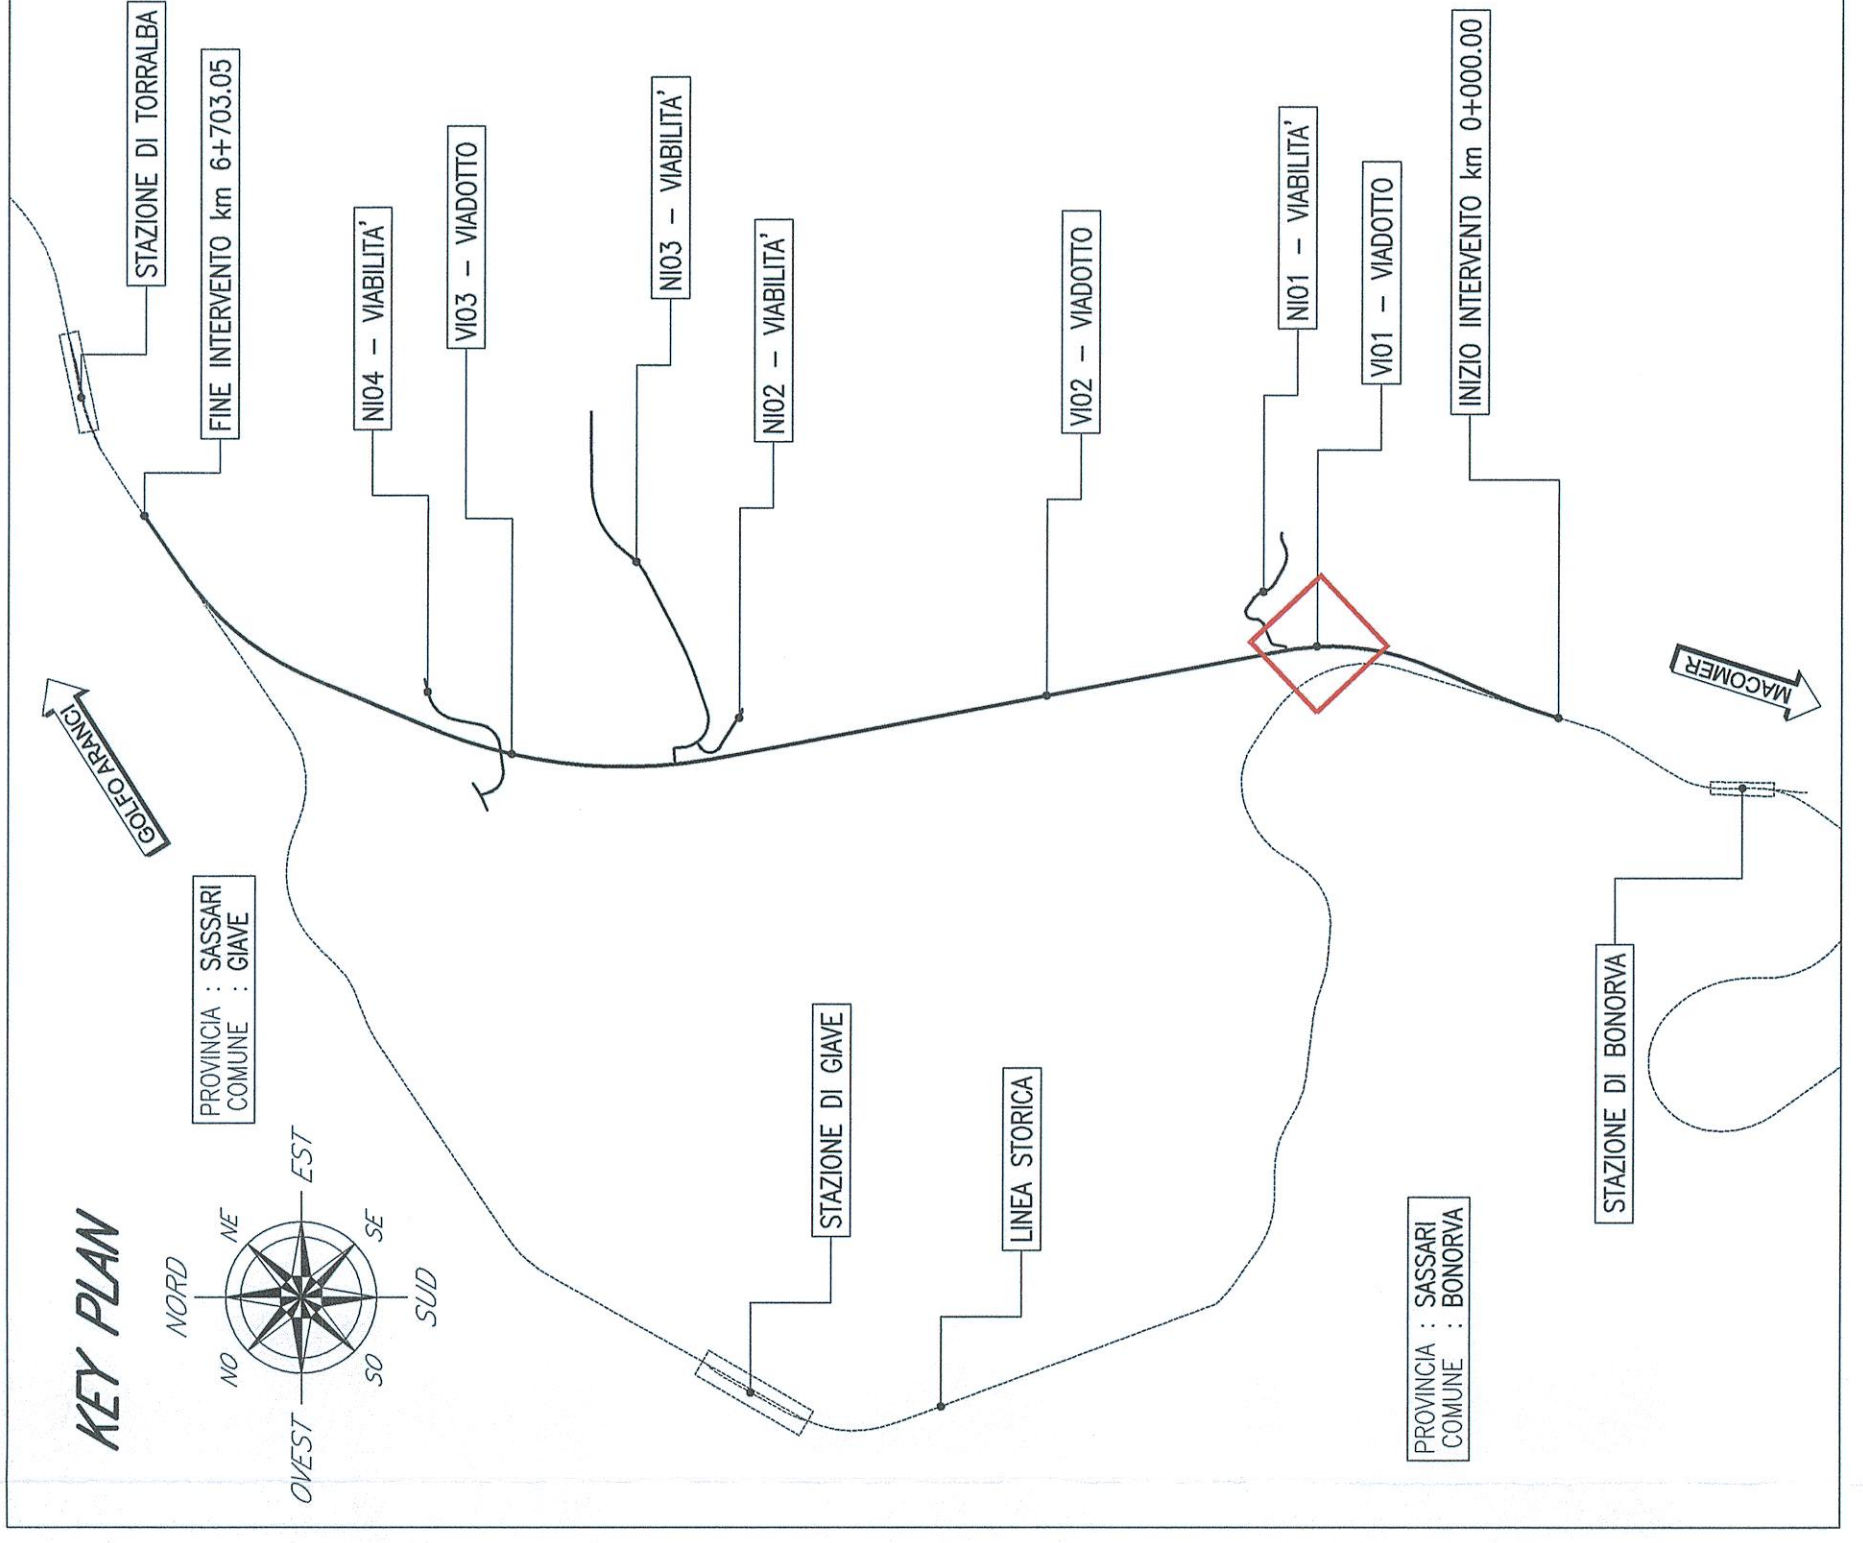 KEY PLAN
NORD
NO
NE
OVEST
EST
SO
SE
SUD
PROVINCIA : SASSARI
COMUNE : GIAVE
GOLFO ARANCI
STAZIONE DI TORRALBA
FINE INTERVENTO km 6+703.05
NI04 - VIABILITA'
VI03 - VIADOTTO
NI03 - VIABILITA'
NI02 - VIABILITA'
STAZIONE DI GIAVE
LINEA STORICA
VI02 - VIADOTTO
NI01 - VIABILITA'
VI01 - VIADOTTO
INIZIO INTERVENTO km 0+000.00
PROVINCIA : SASSARI
COMUNE : BONORVA
STAZIONE DI BONORVA
MACOMER